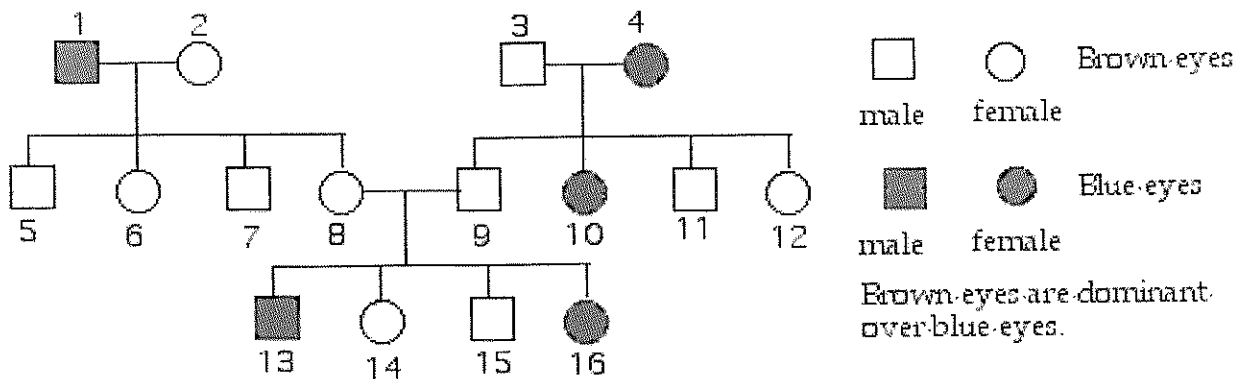 1 2 3 4
Brown eyes
male female
5 6 7 8 9 10 11 12
Blue eyes
male female
13 14 15 16
Brown eyes are dominant
over blue eyes.